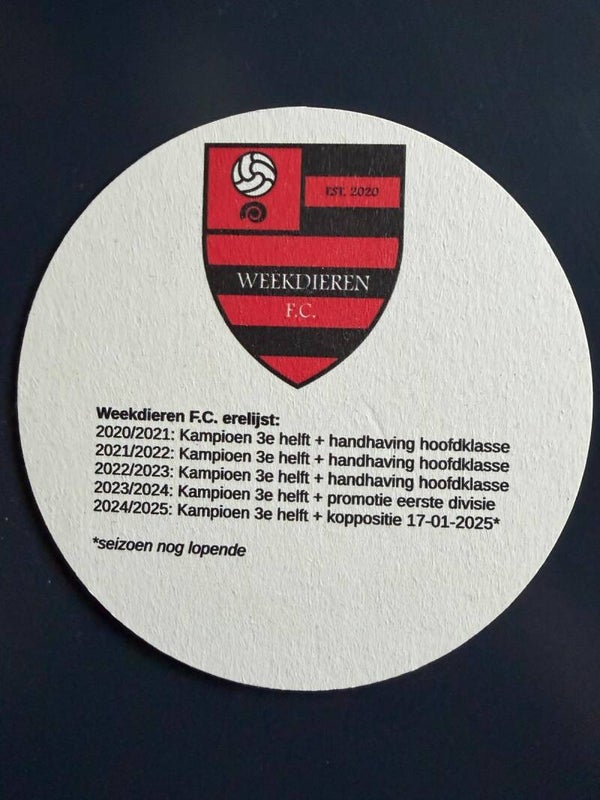 EST. 2020
WEEKDIEREN
F.C.
Weekdieren F.C. erelijst:
2020/2021: Kampioen 3e helft + handhaving hoofdklasse
2021/2022: Kampioen 3e helft + handhaving hoofdklasse
2022/2023: Kampioen 3e helft + handhaving hoofdklasse
2023/2024: Kampioen 3e helft + promotie eerste divisie
2024/2025: Kampioen 3e helft + koppositie 17-01-2025*
*seizoen nog lopende